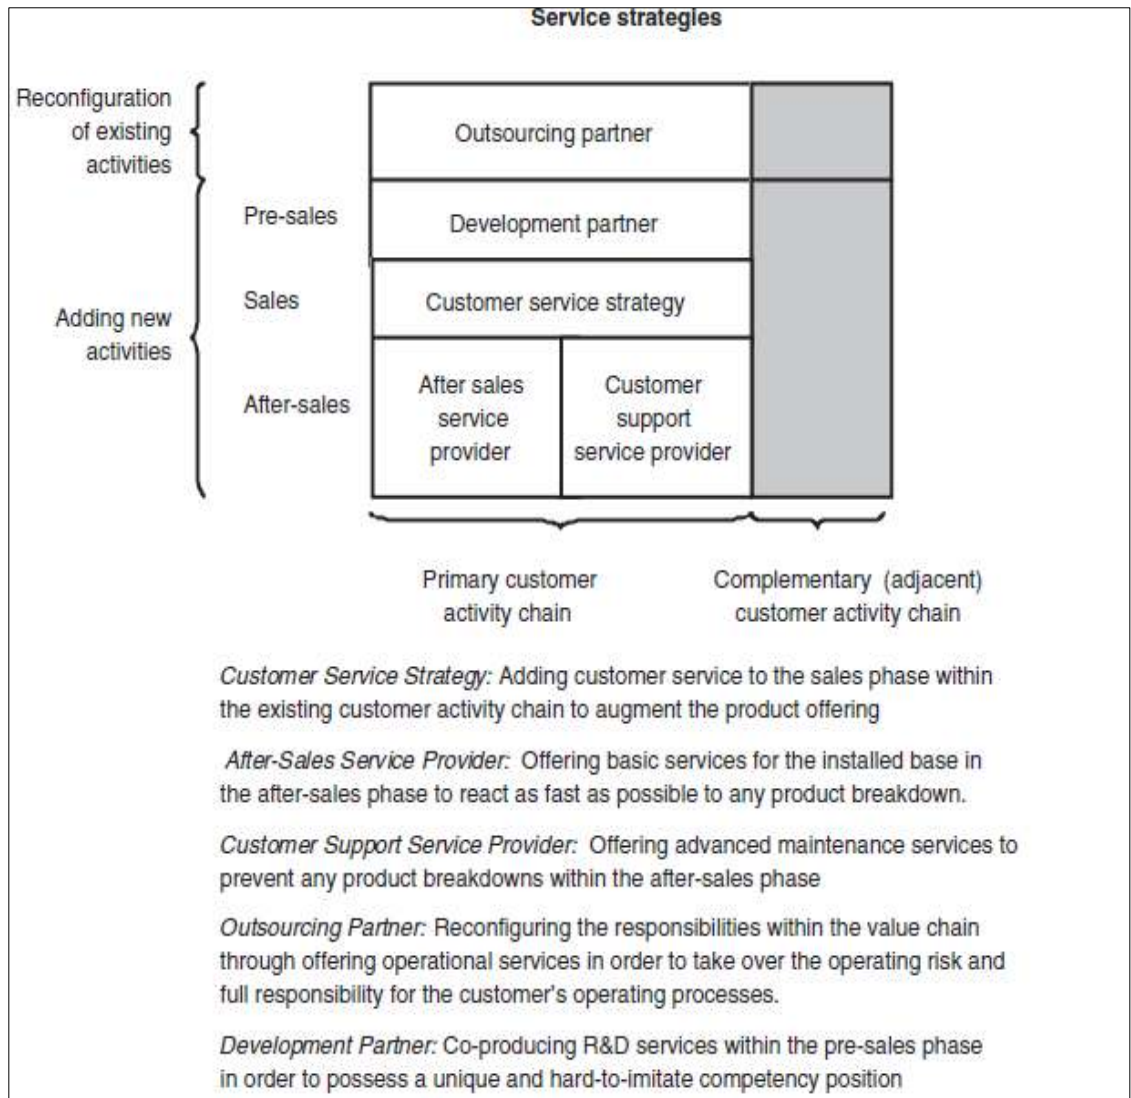 Service strategies
Reconfiguration
of existing
activities
Outsourcing partner
Pre-sales
Development partner
Sales
Customer service strategy
Adding new
activities
After-sales
After sales
service
provider
Customer
support
service provider
Primary customer
activity chain
Complementary (adjacent)
customer activity chain
Customer Service Strategy: Adding customer service to the sales phase within
the existing customer activity chain to augment the product offering
After-Sales Service Provider: Offering basic services for the installed base in
the after-sales phase to react as fast as possible to any product breakdown.
Customer Support Service Provider: Offering advanced maintenance services to
prevent any product breakdowns within the after-sales phase
Outsourcing Partner: Reconfiguring the responsibilities within the value chain
through offering operational services in order to take over the operating risk and
full responsibility for the customer's operating processes.
Development Partner: Co-producing R&D services within the pre-sales phase
in order to possess a unique and hard-to-imitate competency position